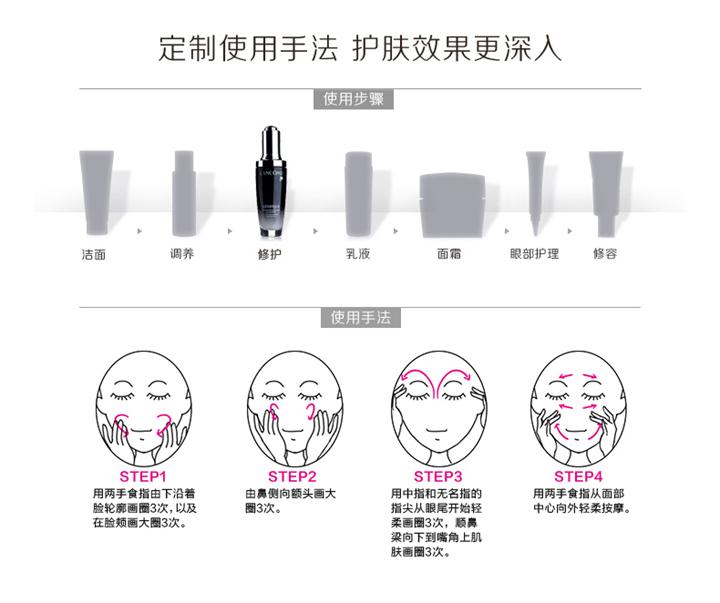 定制使用手法 护肤效果更深入
使用步骤
LANCÔME
洁面
调养
修护
乳液
面霜
眼部护理
修容
使用手法
STEP1
用两手食指由下沿着
脸轮廓画圈3次，以及
在脸颊画大圈3次。
STEP2
由鼻侧向额头画大
圈3次。
STEP3
用中指和无名指的
指尖从眼尾开始轻
柔画圈3次，顺鼻
梁向下到嘴角上肌
肤画圈3次。
STEP4
用两手食指从面部
中心向外轻柔按摩。